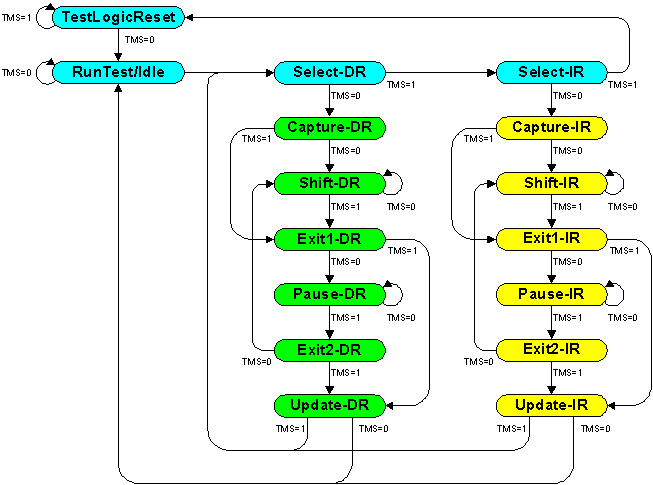 TestLogicReset
TMS=1
TMS=0
RunTest/Idle
TMS=0
Select-DR
TMS=1
Select-IR
TMS=1
TMS=0
TMS=0
Capture-DR
TMS=1
TMS=0
Capture-IR
TMS=1
TMS=0
Shift-DR
TMS=0
TMS=1
Shift-IR
TMS=0
TMS=1
Exit1-DR
TMS=1
TMS=0
Exit1-IR
TMS=1
TMS=0
Pause-DR
TMS=0
TMS=1
Pause-IR
TMS=0
TMS=1
Exit2-DR
TMS=0
TMS=1
Exit2-IR
TMS=0
TMS=1
Update-DR
TMS=1
TMS=0
Update-IR
TMS=1
TMS=0